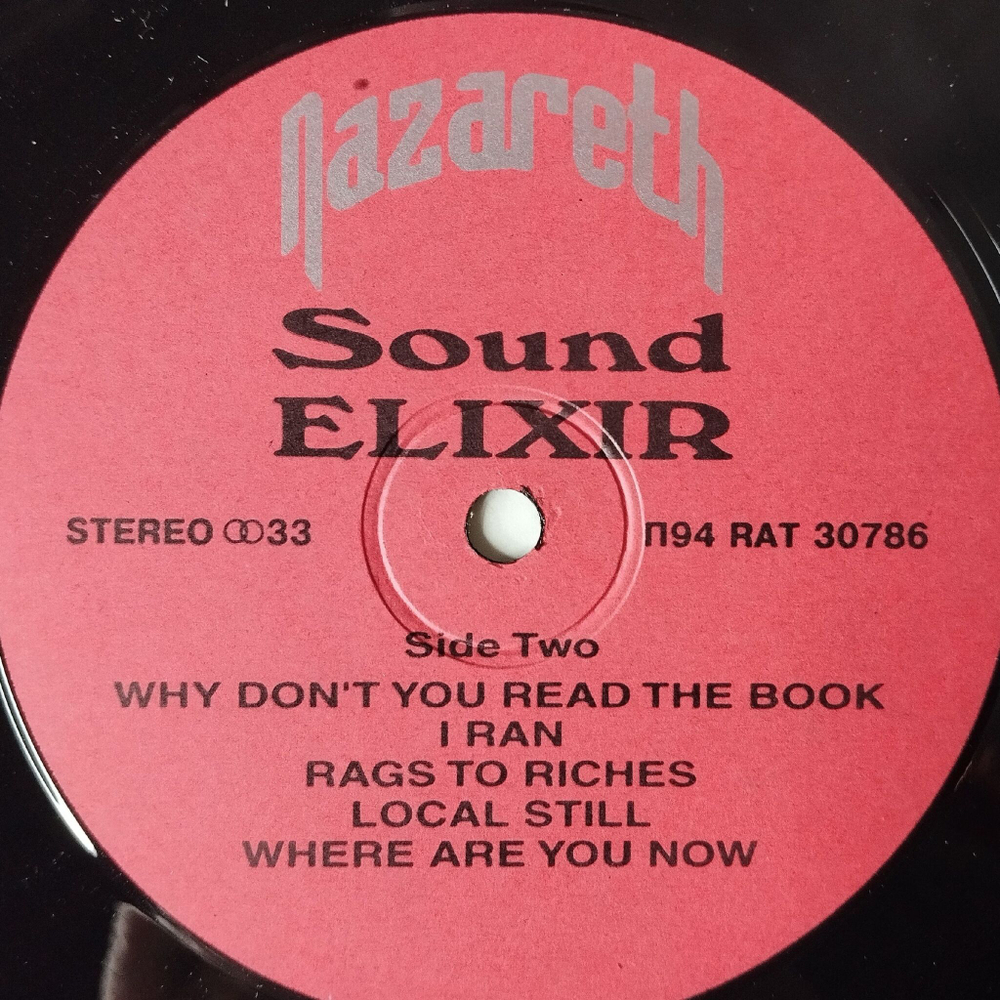 nazareth
Sound
ELIXIR
STEREO ꝏ33
П94 RAT 30786
Side Two
WHY DON'T YOU READ THE BOOK
I RAN
RAGS TO RICHES
LOCAL STILL
WHERE ARE YOU NOW